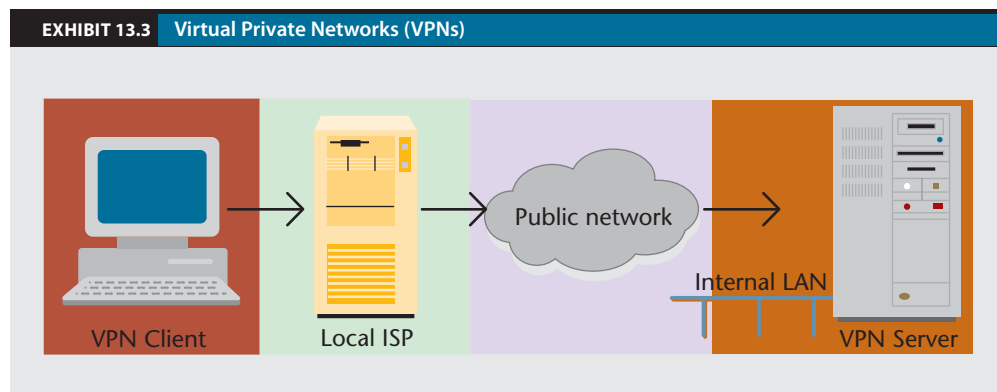 EXHIBIT 13.3 Virtual Private Networks (VPNs)
Public network
Internal LAN
VPN Client
Local ISP
VPN Server